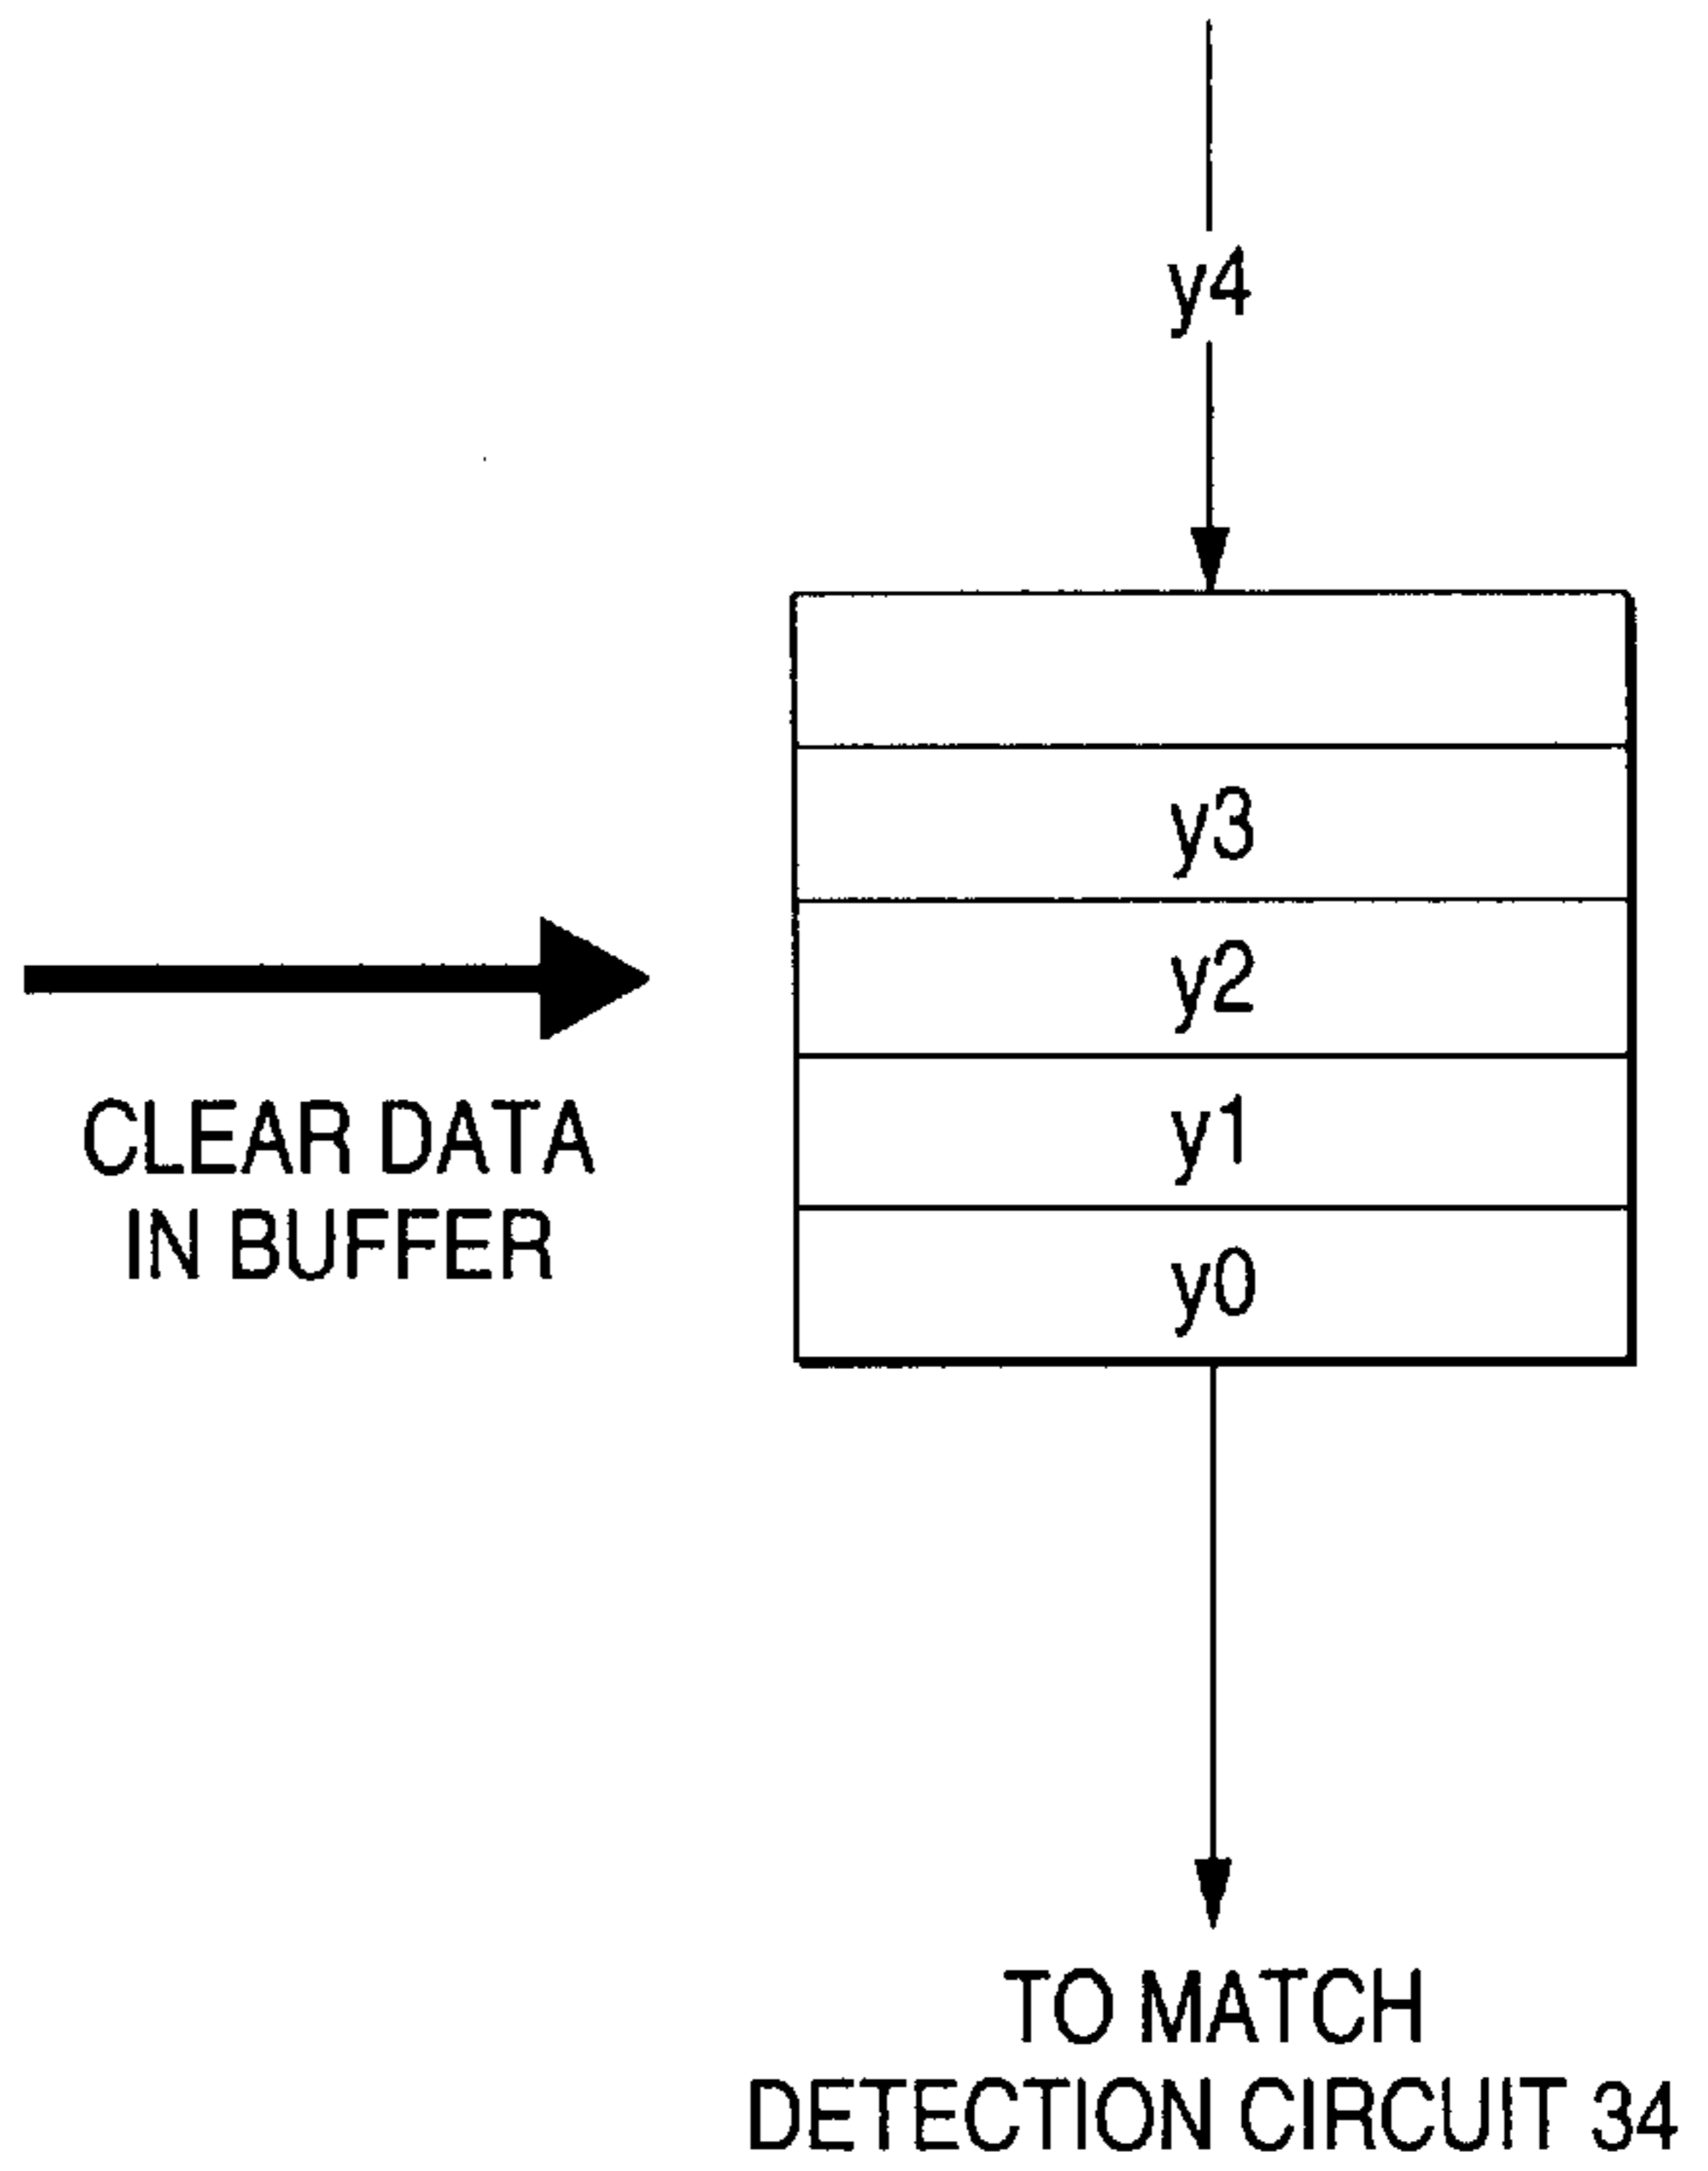 y4
y3
y2
CLEAR DATA
IN BUFFER
y1
y0
TO MATCH
DETECTION CIRCUIT 34